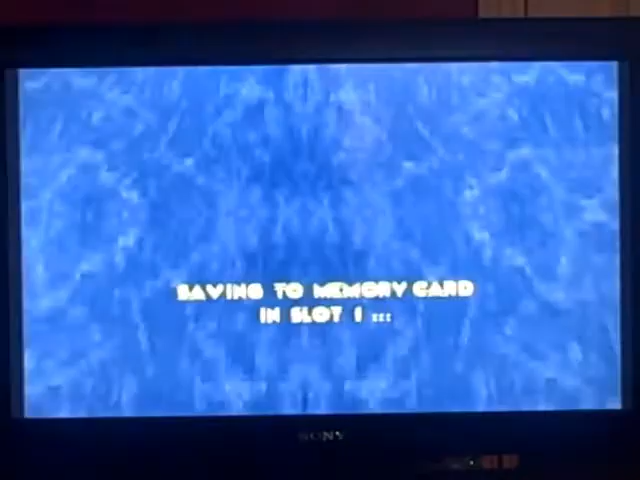 SAVING TO MEMORY CARD
IN SLOT 1 ...
SONY